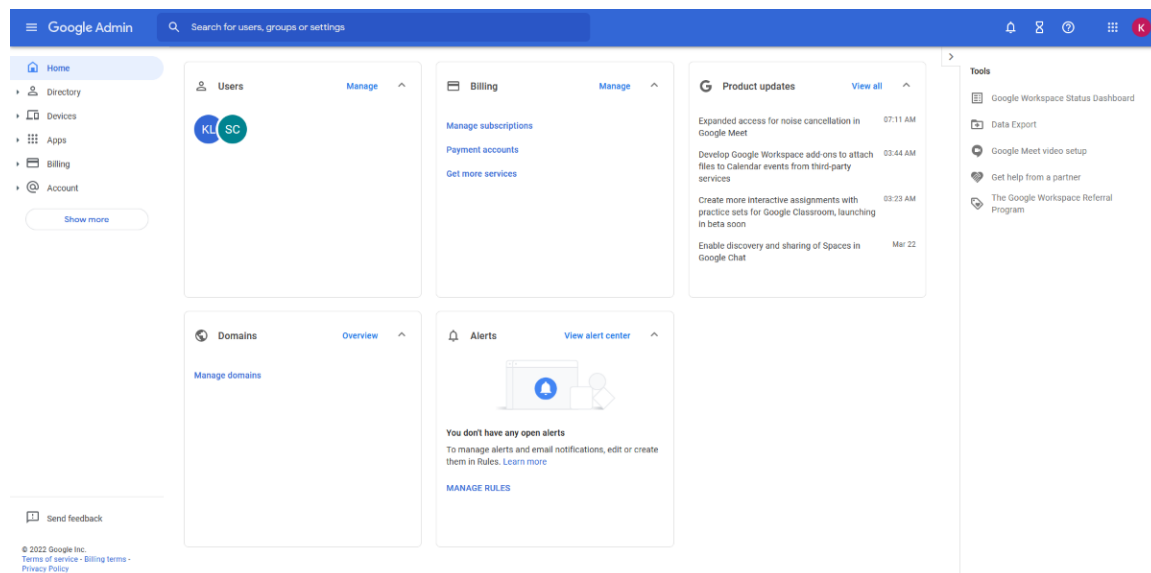 Google Admin
Search for users, groups or settings
K
Home
Directory
Devices
Apps
Billing
Account
Show more
Send feedback
© 2022 Google Inc.
Terms of service - Billing terms -
Privacy Policy
Users
Manage
KL
SC
Billing
Manage
Manage subscriptions
Payment accounts
Get more services
G
Product updates
View all
Expanded access for noise cancellation in
07:11 AM
Google Meet
Develop Google Workspace add-ons to attach
03:44 AM
files to Calendar events from third-party
services
Create more interactive assignments with
03:23 AM
practice sets for Google Classroom, launching
in beta soon
Enable discovery and sharing of Spaces in
Mar 22
Google Chat
Domains
Overview
Manage domains
Alerts
View alert center
You don't have any open alerts
To manage alerts and email notifications, edit or create
them in Rules. Learn more
MANAGE RULES
Tools
Google Workspace Status Dashboard
Data Export
Google Meet video setup
Get help from a partner
The Google Workspace Referral
Program